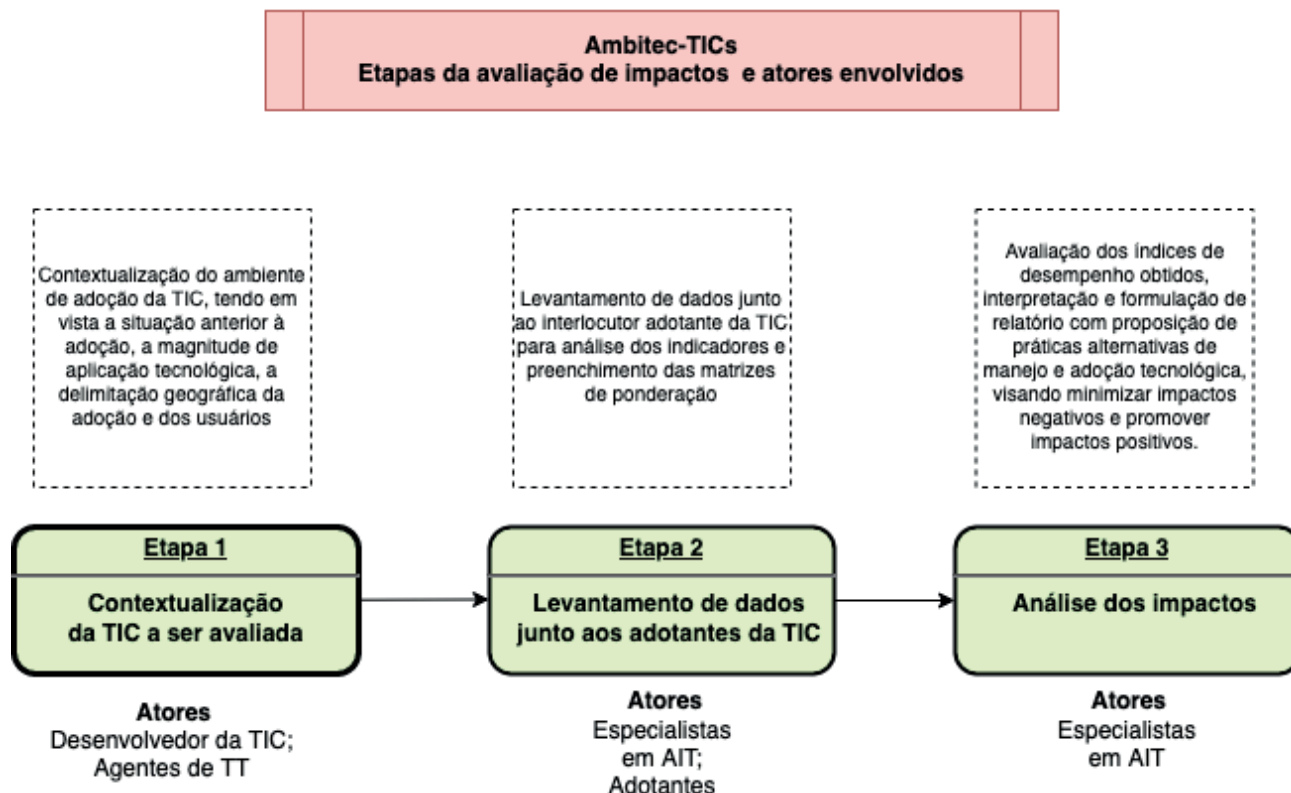 Ambitec-TICs
Etapas da avaliação de impactos e atores envolvidos
Contextualização do ambiente
de adoção da TIC, tendo em
vista a situação anterior à
adoção, a magnitude de
aplicação tecnológica, a
delimitação geográfica da
adoção e dos usuários
Levantamento de dados junto
ao interlocutor adotante da TIC
para análise dos indicadores e
preenchimento das matrizes
de ponderação
Avaliação dos índices de
desempenho obtidos,
interpretação e formulação de
relatório com proposição de
práticas alternativas de
manejo e adoção tecnológica,
visando minimizar impactos
negativos e promover
impactos positivos.
Etapa 1
Contextualização
da TIC a ser avaliada
Etapa 2
Levantamento de dados
junto aos adotantes da TIC
Etapa 3
Análise dos impactos
Atores
Desenvolvedor da TIC;
Agentes de TT
Atores
Especialistas
em AIT;
Adotantes
Atores
Especialistas
em AIT